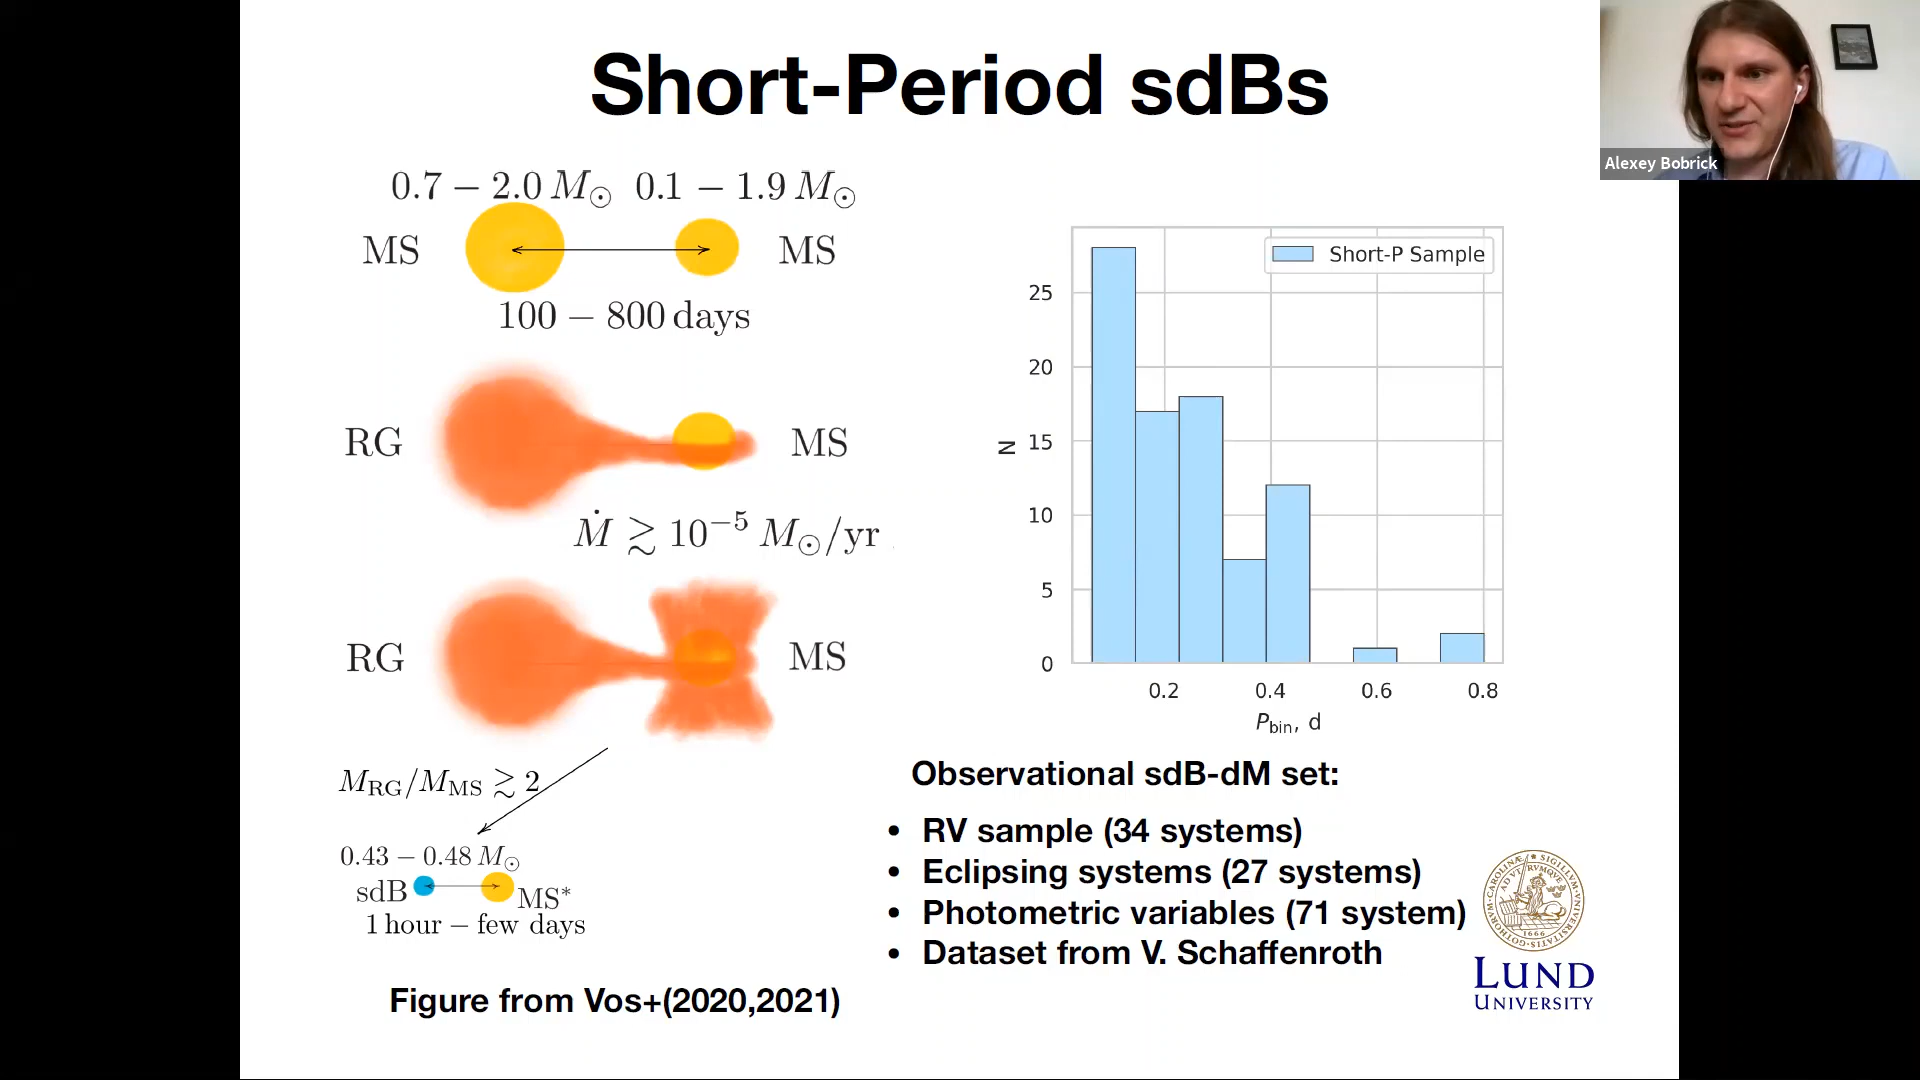 Short-Period sdBs
Alexey Bobrick
0.7 − 2.0 M⊙ 0.1 − 1.9 M⊙
MS MS
100 − 800 days
RG MS
Ṁ ≳ 10⁻⁵ M⊙/yr
RG MS
M_RG/M_MS ≳ 2
0.43 − 0.48 M⊙
sdB MS*
1 hour − few days
Figure from Vos+(2020,2021)
Short-P Sample
N
25
20
15
10
5
0
0.2 0.4 0.6 0.8
P_bin, d
Observational sdB-dM set:
• RV sample (34 systems)
• Eclipsing systems (27 systems)
• Photometric variables (71 system)
• Dataset from V. Schaffenroth
1666
LUND
UNIVERSITY